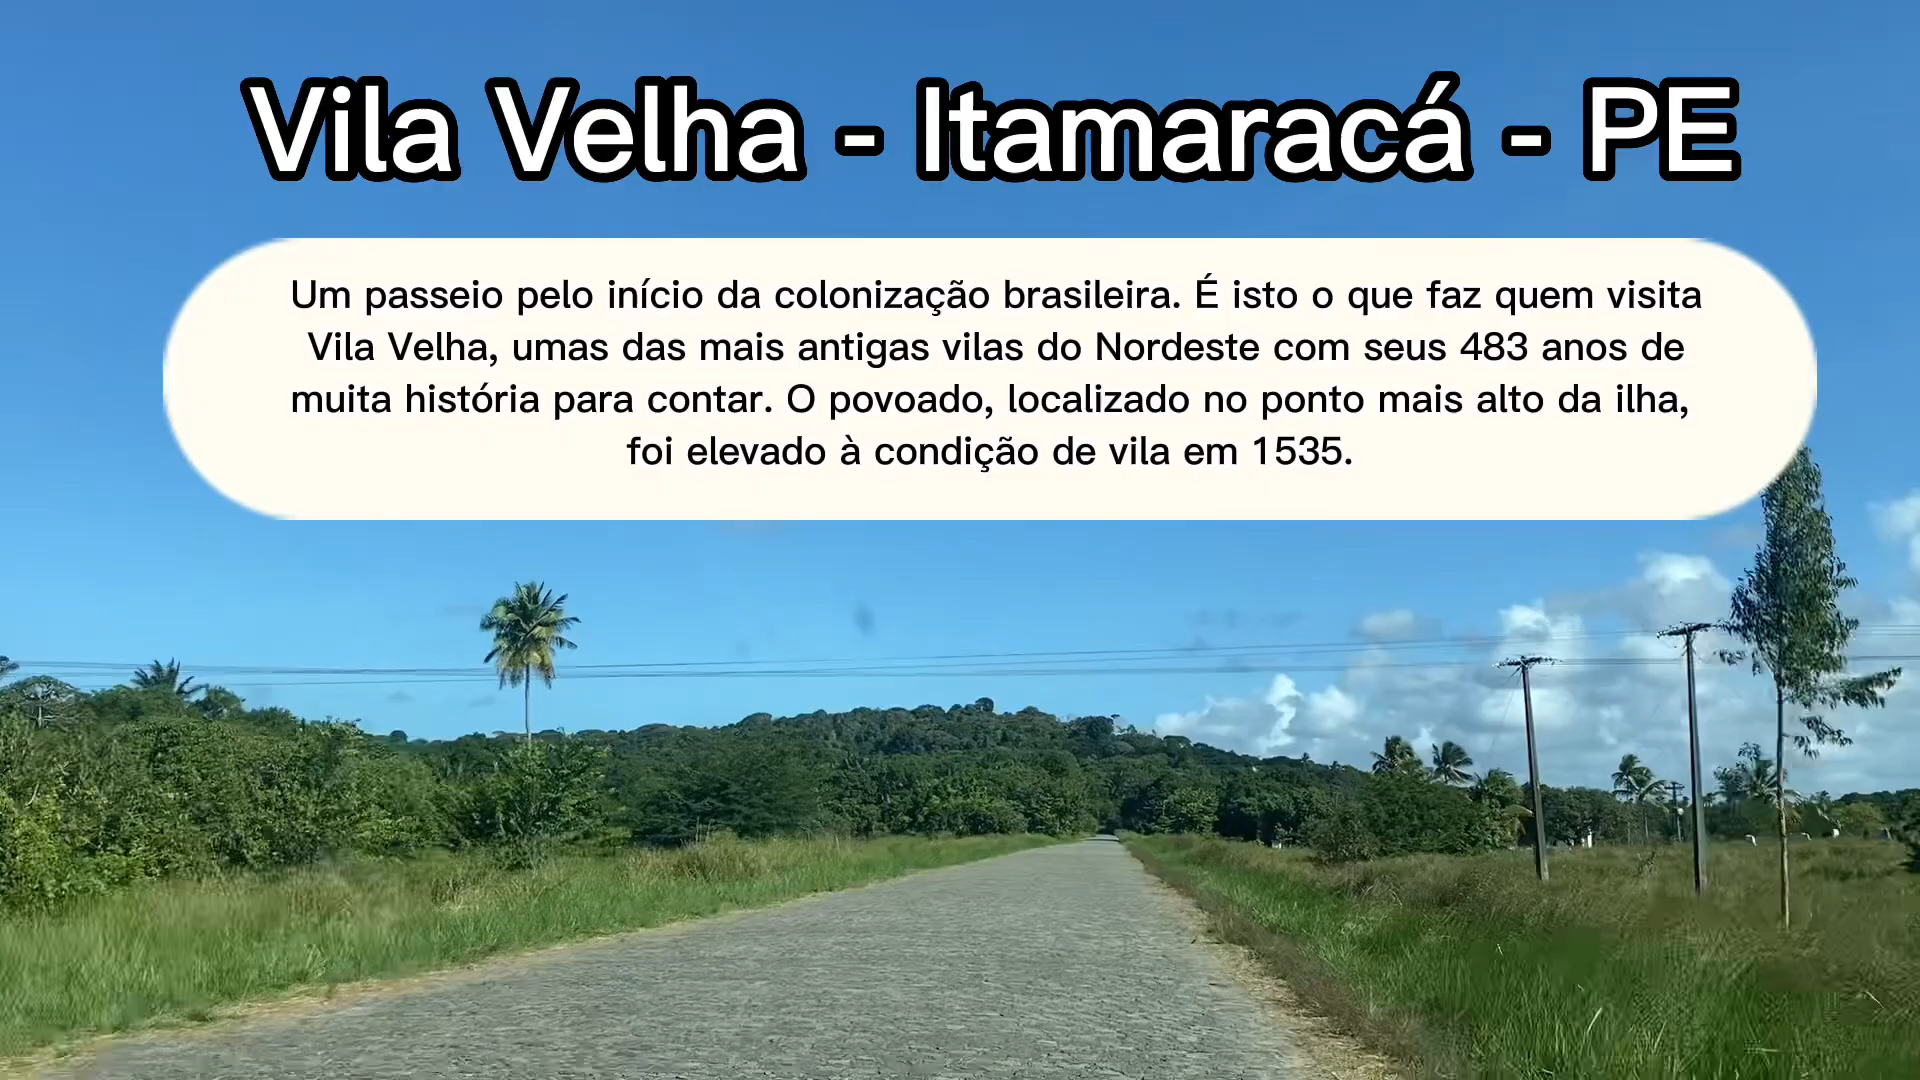 Vila Velha - Itamaracá - PE
Um passeio pelo início da colonização brasileira. É isto o que faz quem visita
Vila Velha, umas das mais antigas vilas do Nordeste com seus 483 anos de
muita história para contar. O povoado, localizado no ponto mais alto da ilha,
foi elevado à condição de vila em 1535.